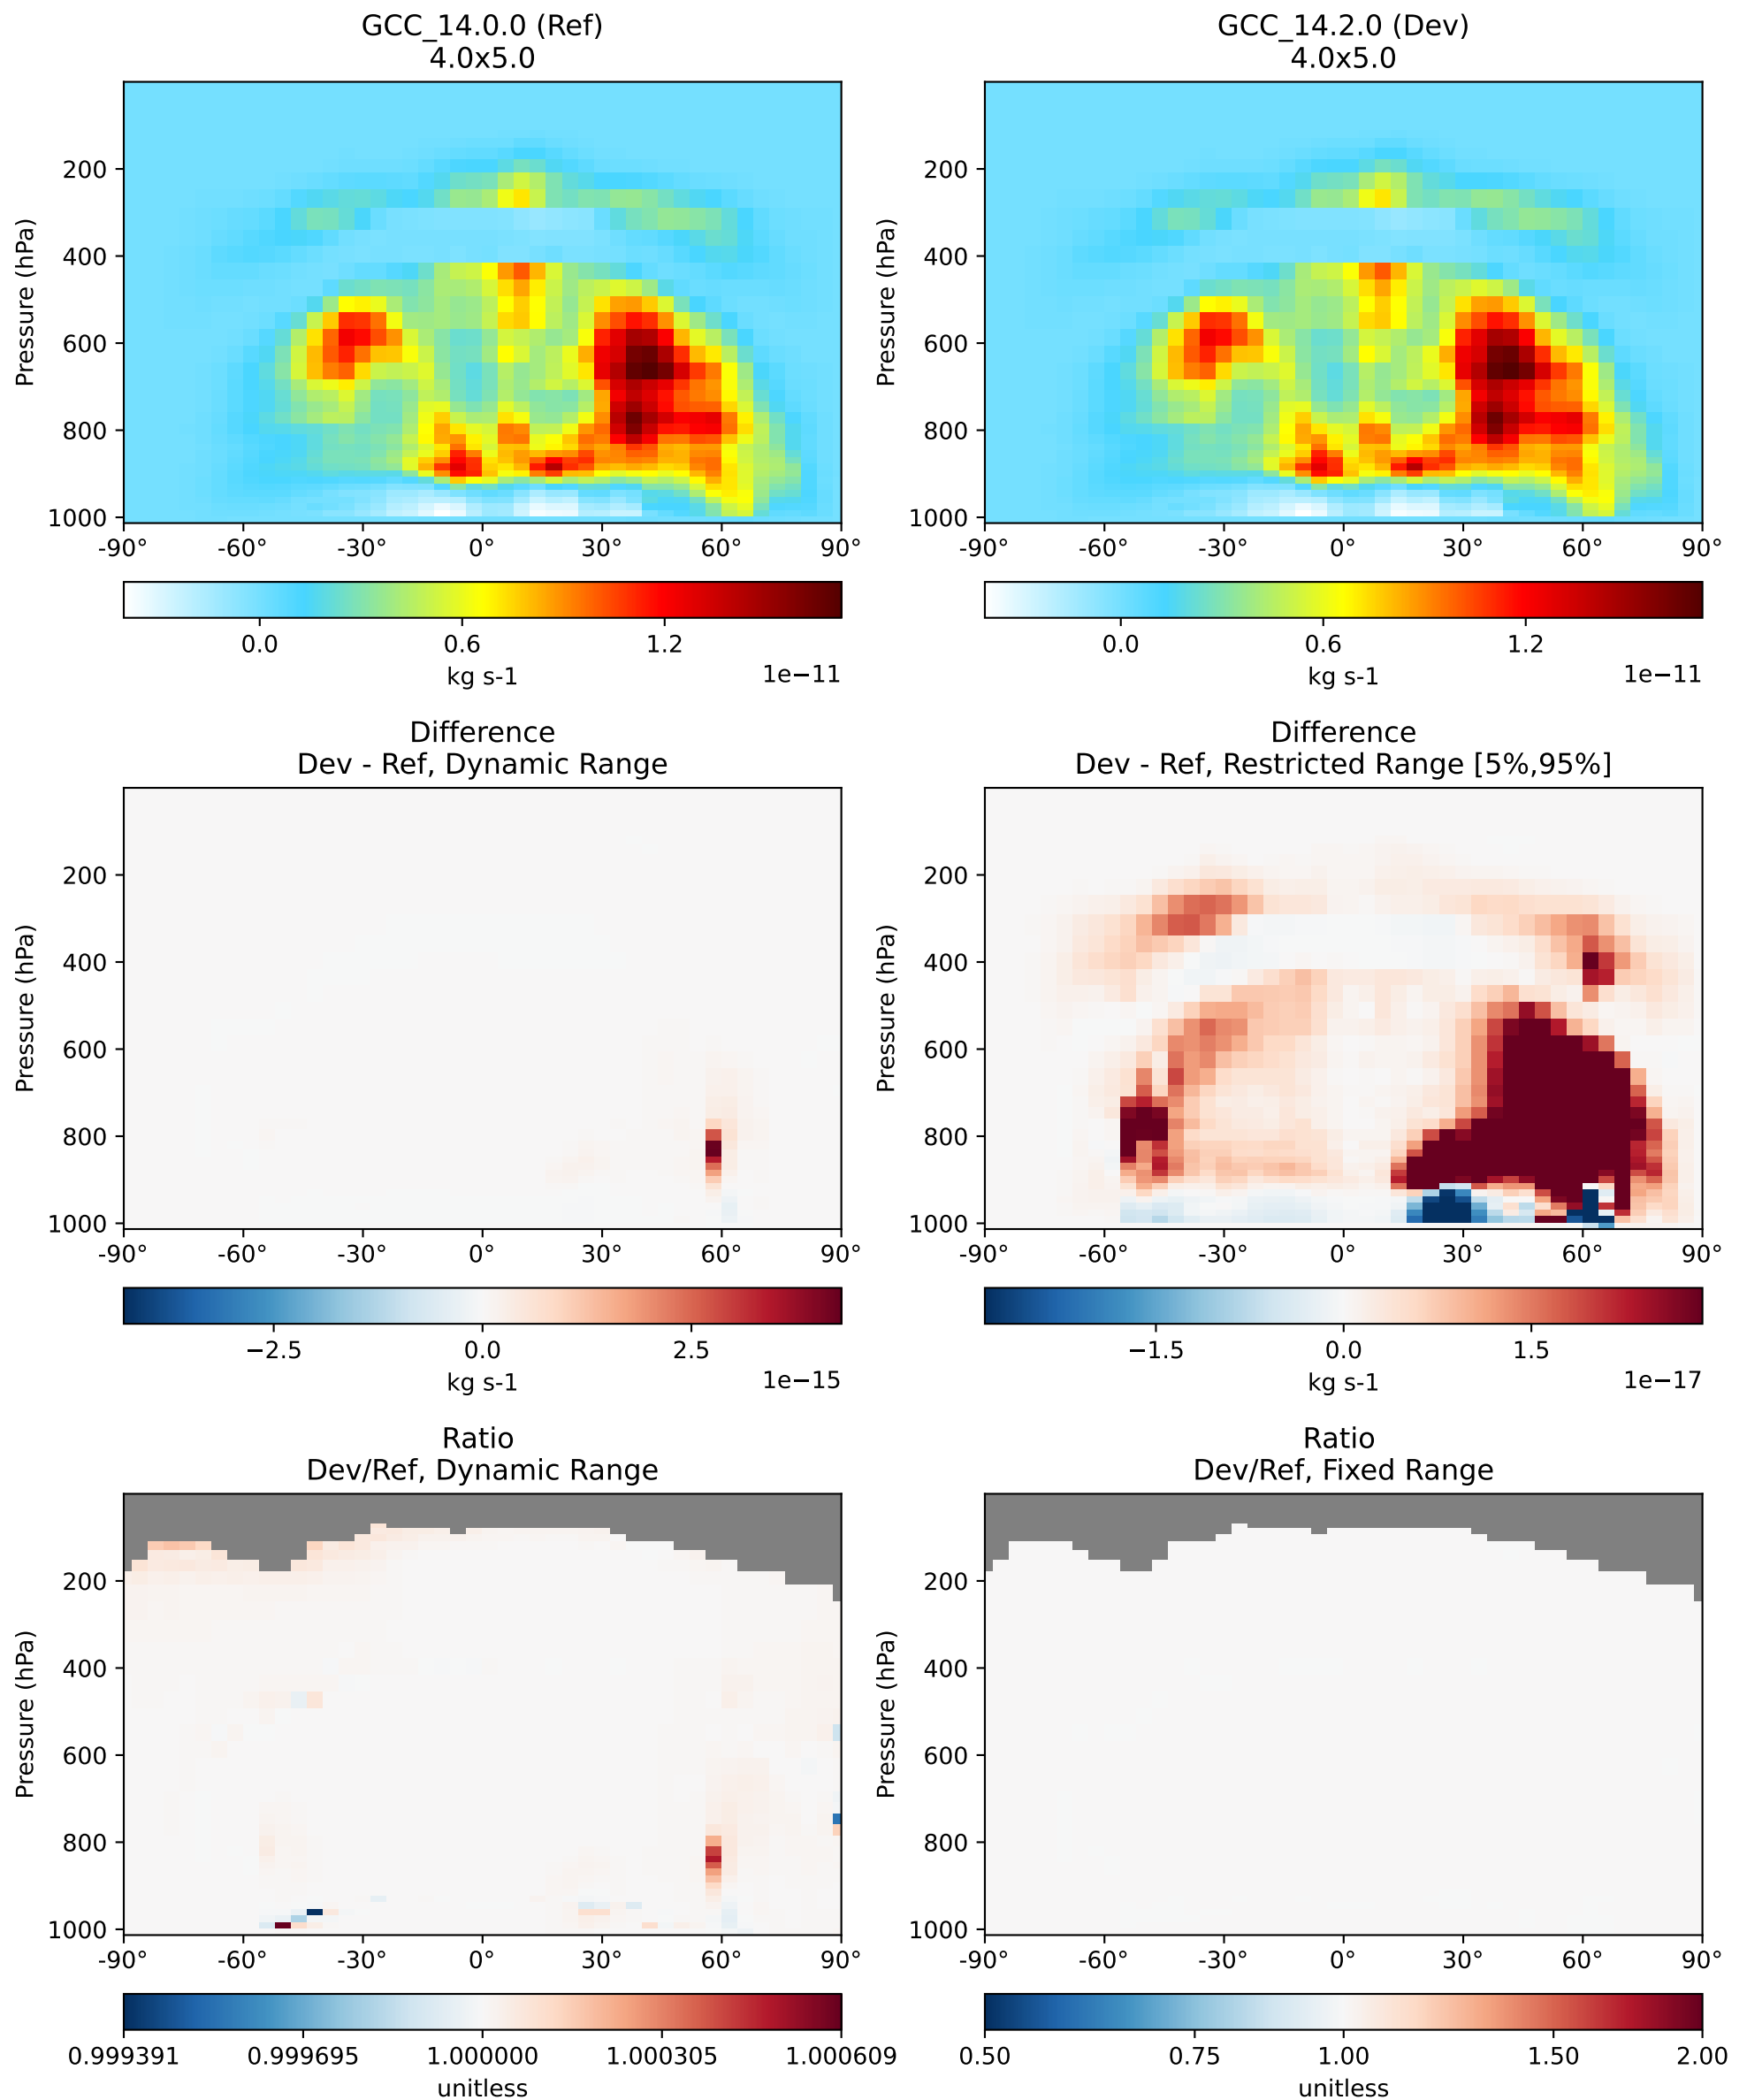 GCC_14.0.0 (Ref)
4.0x5.0
Pressure (hPa)
200
400
600
800
1000
-90° -60° -30° 0° 30° 60° 90°
0.0 0.6 1.2
kg s-1
1e−11
GCC_14.2.0 (Dev)
4.0x5.0
Pressure (hPa)
200
400
600
800
1000
-90° -60° -30° 0° 30° 60° 90°
0.0 0.6 1.2
kg s-1
1e−11
Difference
Dev - Ref, Dynamic Range
Pressure (hPa)
200
400
600
800
1000
-90° -60° -30° 0° 30° 60° 90°
−2.5 0.0 2.5
kg s-1
1e−15
Difference
Dev - Ref, Restricted Range [5%,95%]
Pressure (hPa)
200
400
600
800
1000
-90° -60° -30° 0° 30° 60° 90°
−1.5 0.0 1.5
kg s-1
1e−17
Ratio
Dev/Ref, Dynamic Range
Pressure (hPa)
200
400
600
800
1000
-90° -60° -30° 0° 30° 60° 90°
0.999391 0.999695 1.000000 1.000305 1.000609
unitless
Ratio
Dev/Ref, Fixed Range
Pressure (hPa)
200
400
600
800
1000
-90° -60° -30° 0° 30° 60° 90°
0.50 0.75 1.00 1.50 2.00
unitless